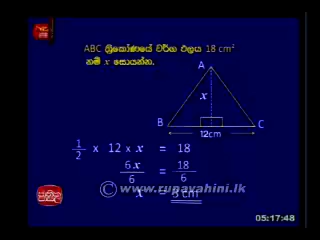 ABC ත්‍රිකෝණයේ වර්ග ඵලය 18 cm²
නම් x සොයන්න.
A
x
B
C
12cm
1/2 x 12 x x = 18
6x/6 = 18/6
x = 3 cm
© www.rupavahini.lk
05:17:48